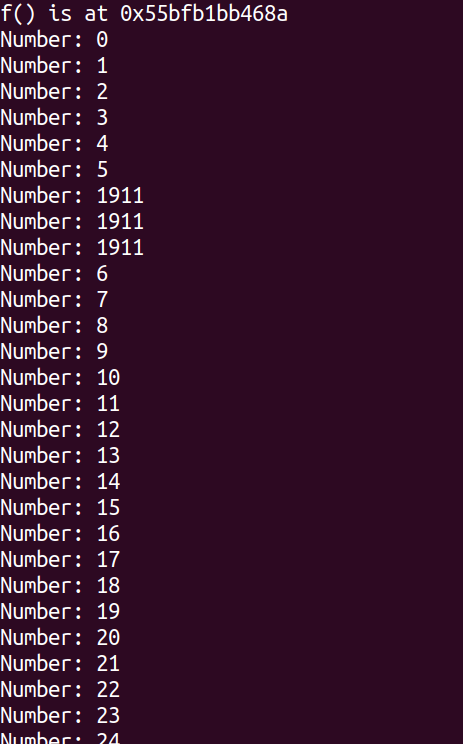 f() is at 0x55bfb1bb468a
Number: 0
Number: 1
Number: 2
Number: 3
Number: 4
Number: 5
Number: 1911
Number: 1911
Number: 1911
Number: 6
Number: 7
Number: 8
Number: 9
Number: 10
Number: 11
Number: 12
Number: 13
Number: 14
Number: 15
Number: 16
Number: 17
Number: 18
Number: 19
Number: 20
Number: 21
Number: 22
Number: 23
Number: 24